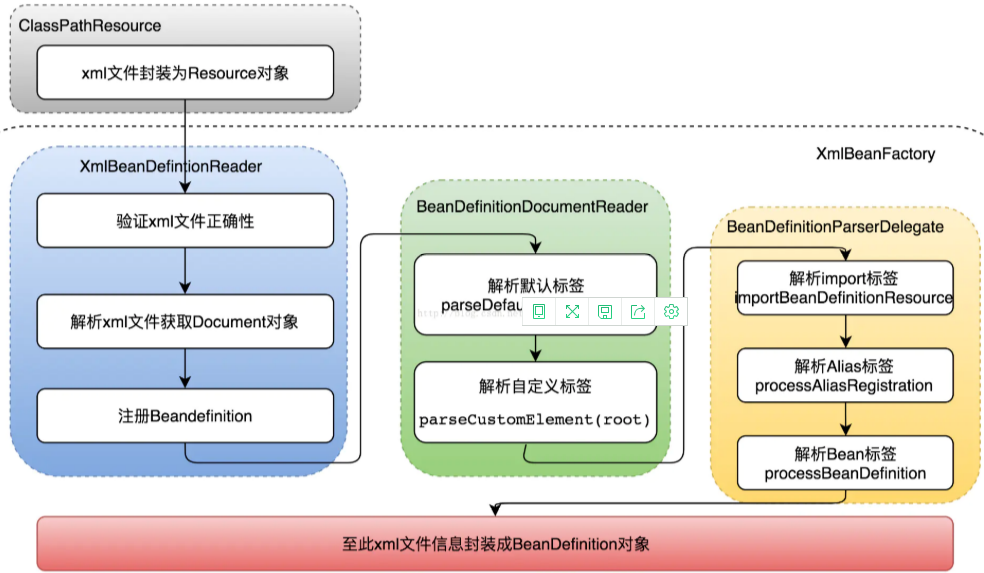 ClassPathResource
xml文件封装为Resource对象
XmlBeanFactory
XmlBeanDefintionReader
验证xml文件正确性
解析xml文件获取Document对象
注册Beandefinition
BeanDefinitionDocumentReader
解析默认标签
解析自定义标签
parseCustomElement(root)
BeanDefinitionParserDelegate
解析import标签
importBeanDefinitionResource
解析Alias标签
processAliasRegistration
解析Bean标签
processBeanDefinition
至此xml文件信息封装成BeanDefinition对象